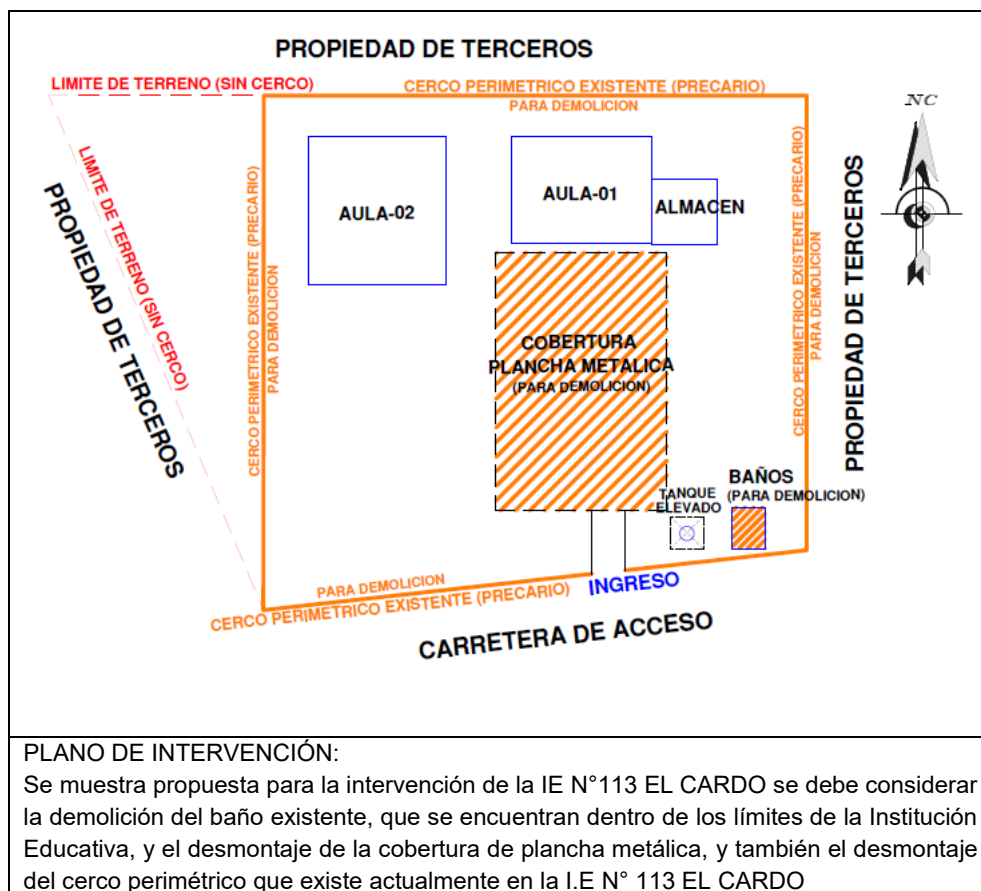 PROPIEDAD DE TERCEROS
LIMITE DE TERRENO (SIN CERCO)
CERCO PERIMETRICO EXISTENTE (PRECARIO)
PARA DEMOLICION
NC
LIMITE DE TERRENO (SIN CERCO)
PROPIEDAD DE TERCEROS
CERCO PERIMETRICO EXISTENTE (PRECARIO)
PARA DEMOLICION
AULA-02
AULA-01
ALMACEN
CERCO PERIMETRICO EXISTENTE (PRECARIO)
PARA DEMOLICION
PROPIEDAD DE TERCEROS
COBERTURA
PLANCHA METALICA
(PARA DEMOLICION)
TANQUE
ELEVADO
BAÑOS
(PARA DEMOLICION)
PARA DEMOLICION
CERCO PERIMETRICO EXISTENTE (PRECARIO)
INGRESO
CARRETERA DE ACCESO
PLANO DE INTERVENCIÓN:
Se muestra propuesta para la intervención de la IE N°113 EL CARDO se debe considerar
la demolición del baño existente, que se encuentran dentro de los límites de la Institución
Educativa, y el desmontaje de la cobertura de plancha metálica, y también el desmontaje
del cerco perimétrico que existe actualmente en la I.E N° 113 EL CARDO